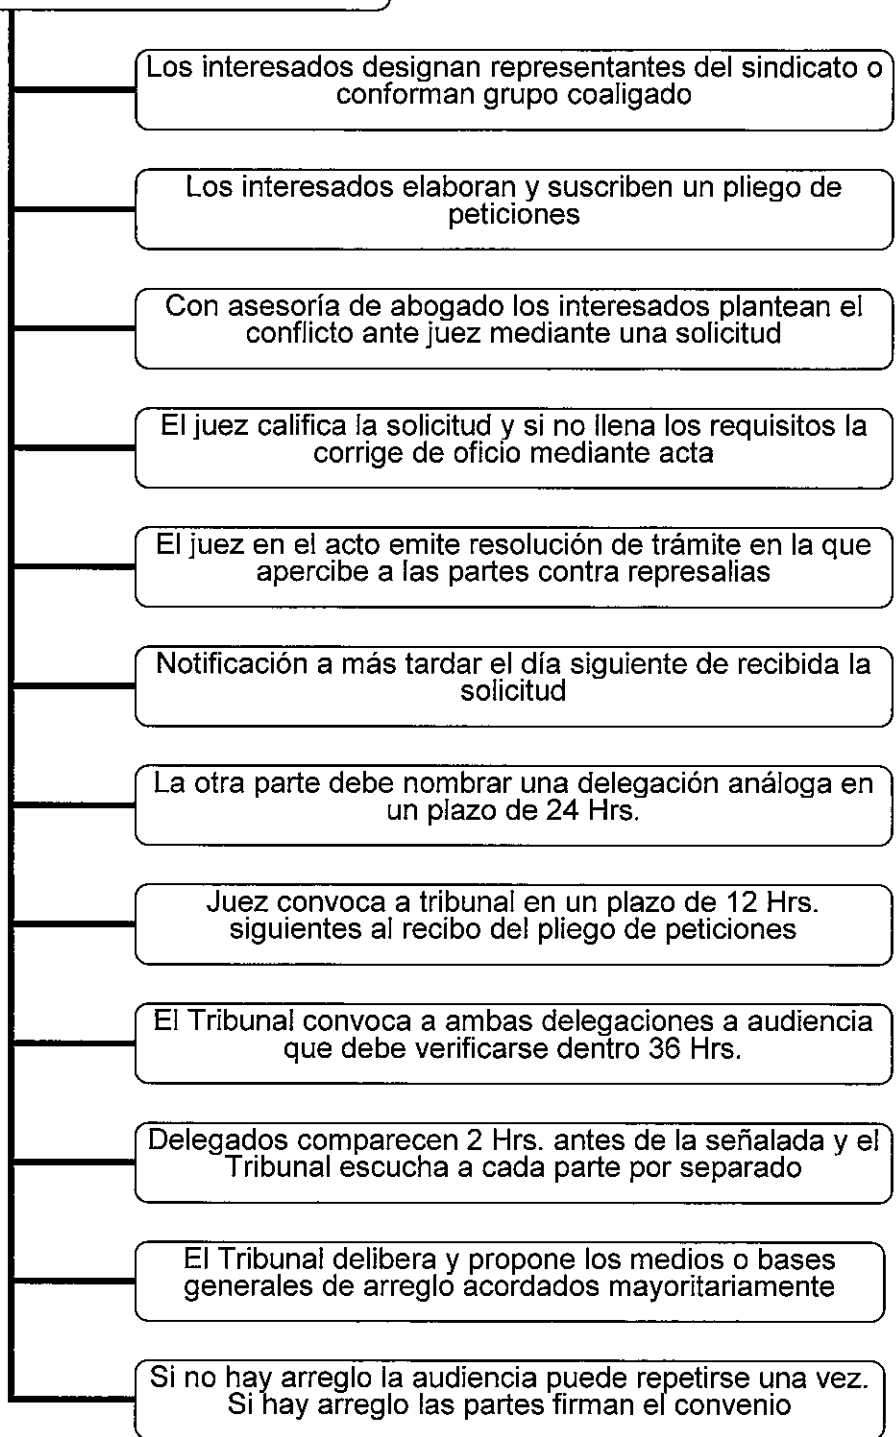 Los interesados designan representantes del sindicato o
conforman grupo coaligado
Los interesados elaboran y suscriben un pliego de
peticiones
Con asesoría de abogado los interesados plantean el
conflicto ante juez mediante una solicitud
El juez califica la solicitud y si no llena los requisitos la
corrige de oficio mediante acta
El juez en el acto emite resolución de trámite en la que
apercibe a las partes contra represalias
Notificación a más tardar el día siguiente de recibida la
solicitud
La otra parte debe nombrar una delegación análoga en
un plazo de 24 Hrs.
Juez convoca a tribunal en un plazo de 12 Hrs.
siguientes al recibo del pliego de peticiones
El Tribunal convoca a ambas delegaciones a audiencia
que debe verificarse dentro 36 Hrs.
Delegados comparecen 2 Hrs. antes de la señalada y el
Tribunal escucha a cada parte por separado
El Tribunal delibera y propone los medios o bases
generales de arreglo acordados mayoritariamente
Si no hay arreglo la audiencia puede repetirse una vez.
Si hay arreglo las partes firman el convenio